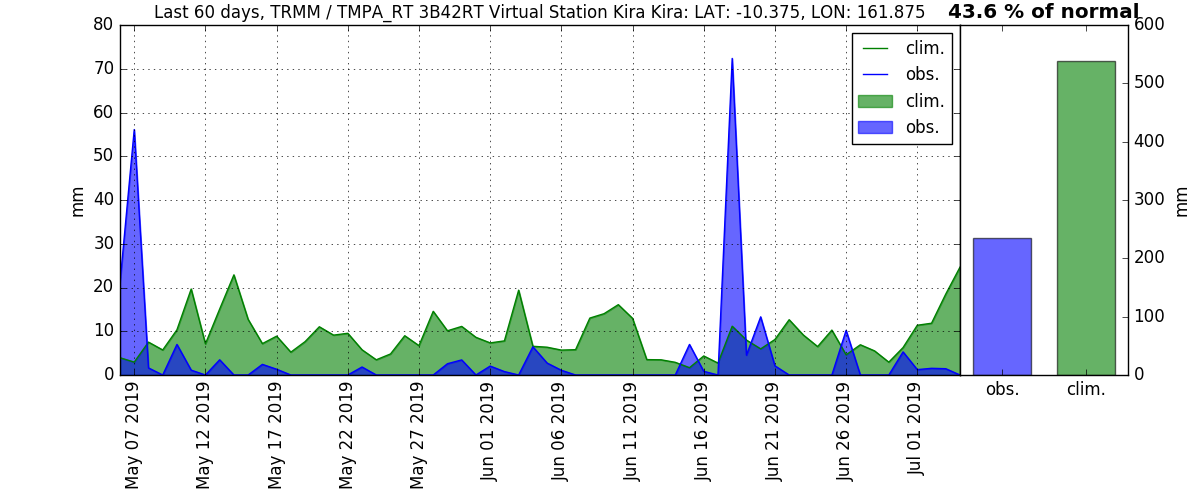 Last 60 days, TRMM / TMPA_RT 3B42RT Virtual Station Kira Kira: LAT: -10.375, LON: 161.875
43.6 % of normal
80
70
60
50
40
30
20
10
0
mm
clim.
obs.
clim.
obs.
May 07 2019
May 12 2019
May 17 2019
May 22 2019
May 27 2019
Jun 01 2019
Jun 06 2019
Jun 11 2019
Jun 16 2019
Jun 21 2019
Jun 26 2019
Jul 01 2019
600
500
400
300
200
100
0
mm
obs.
clim.